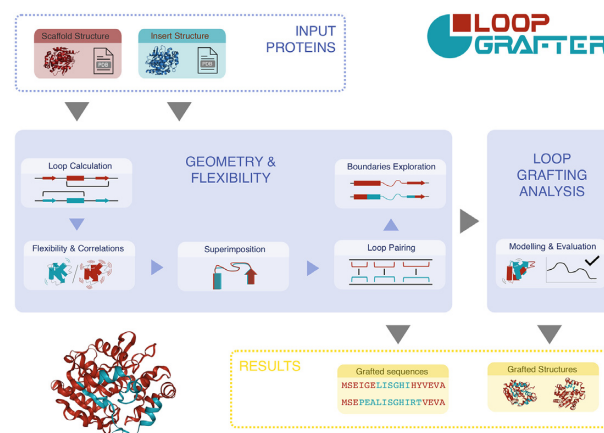 Scaffold Structure
Insert Structure
PDB
PDB
INPUT
PROTEINS
LOOP
GRAFTER
Loop Calculation
GEOMETRY &
FLEXIBILITY
Boundaries Exploration
LOOP
GRAFTING
ANALYSIS
Flexibility & Correlations
Superimposition
Loop Pairing
Modelling & Evaluation
RESULTS
Grafted sequences
MSEIGELISGHIHYVEVA
MSEPEALISGHIRTVEVA
Grafted Structures